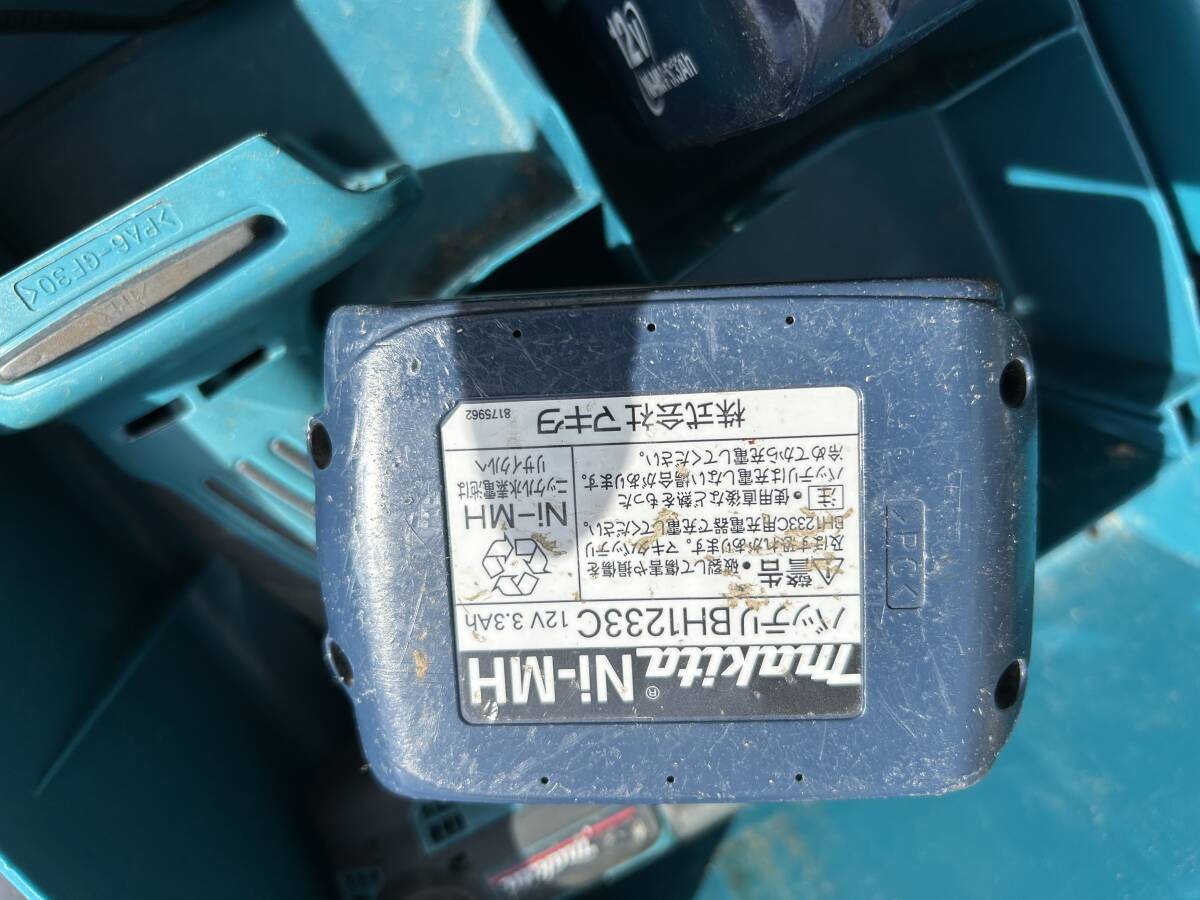 makita® Ni-MH
バッテリ BH1233C 12V 3.3Ah
警告 ・破裂して傷害や損傷を
及ぼす恐れがあります。マキタバッテリ
BH1233C用充電器で充電してください。
注 ・使用直後など熱をもった
バッテリは充電しない場合があります。
冷めてから充電してください。
Ni-MH
ニッケル水素電池は
リサイクルへ
株式会社マキタ
8175962
>PC<
>PA6-GF30<
12V
makita